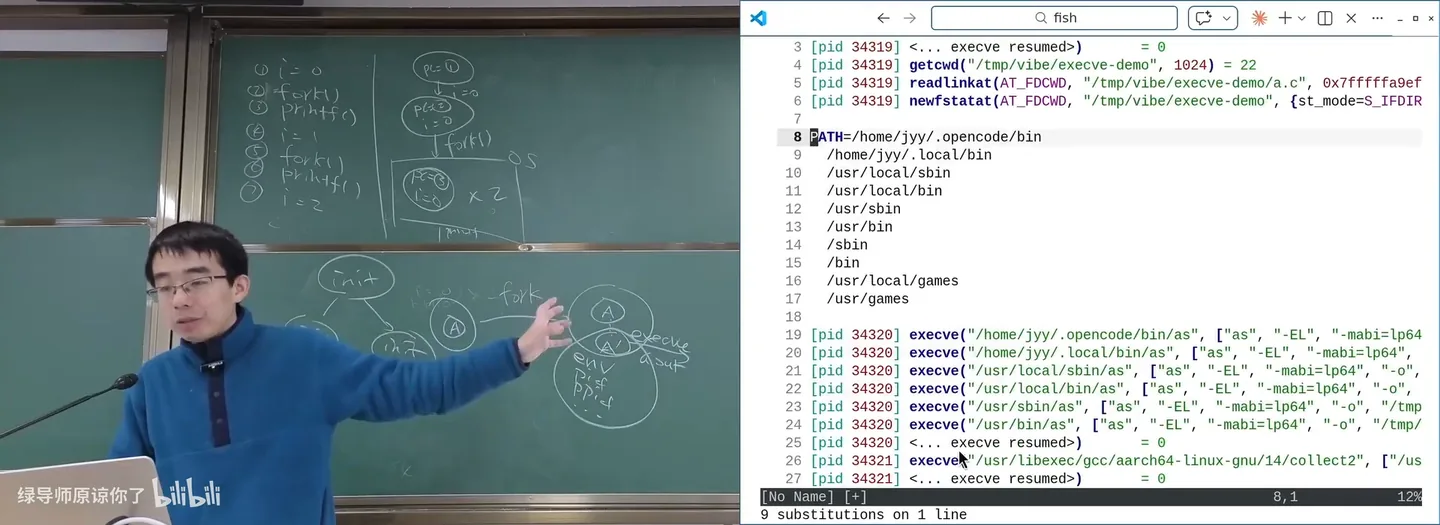 ① i=0
② fork()
③ printf()
④ i=1
⑤ fork()
⑥ printf()
⑦ i=2
PC=①
i=0
i=0
fork()
OS
i=0
x 2
init
init
A
fork
A
A'
execve
a.out
env
pid
ppid
...
绿导师原谅你了 bilibili
fish
3 [pid 34319] <... execve resumed>) = 0
4 [pid 34319] getcwd("/tmp/vibe/execve-demo", 1024) = 22
5 [pid 34319] readlinkat(AT_FDCWD, "/tmp/vibe/execve-demo/a.c", 0x7fffffa9ef
6 [pid 34319] newfstatat(AT_FDCWD, "/tmp/vibe/execve-demo", {st_mode=S_IFDIR
7
8 PATH=/home/jyy/.opencode/bin
9 /home/jyy/.local/bin
10 /usr/local/sbin
11 /usr/local/bin
12 /usr/sbin
13 /usr/bin
14 /sbin
15 /bin
16 /usr/local/games
17 /usr/games
18
19 [pid 34320] execve("/home/jyy/.opencode/bin/as", ["as", "-EL", "-mabi=lp64
20 [pid 34320] execve("/home/jyy/.local/bin/as", ["as", "-EL", "-mabi=lp64",
21 [pid 34320] execve("/usr/local/sbin/as", ["as", "-EL", "-mabi=lp64", "-o",
22 [pid 34320] execve("/usr/local/bin/as", ["as", "-EL", "-mabi=lp64", "-o",
23 [pid 34320] execve("/usr/sbin/as", ["as", "-EL", "-mabi=lp64", "-o", "/tmp
24 [pid 34320] execve("/usr/bin/as", ["as", "-EL", "-mabi=lp64", "-o", "/tmp/
25 [pid 34320] <... execve resumed>) = 0
26 [pid 34321] execve("/usr/libexec/gcc/aarch64-linux-gnu/14/collect2", ["/us
27 [pid 34321] <... execve resumed>) = 0
[No Name] [+] 8,1 12%
9 substitutions on 1 line